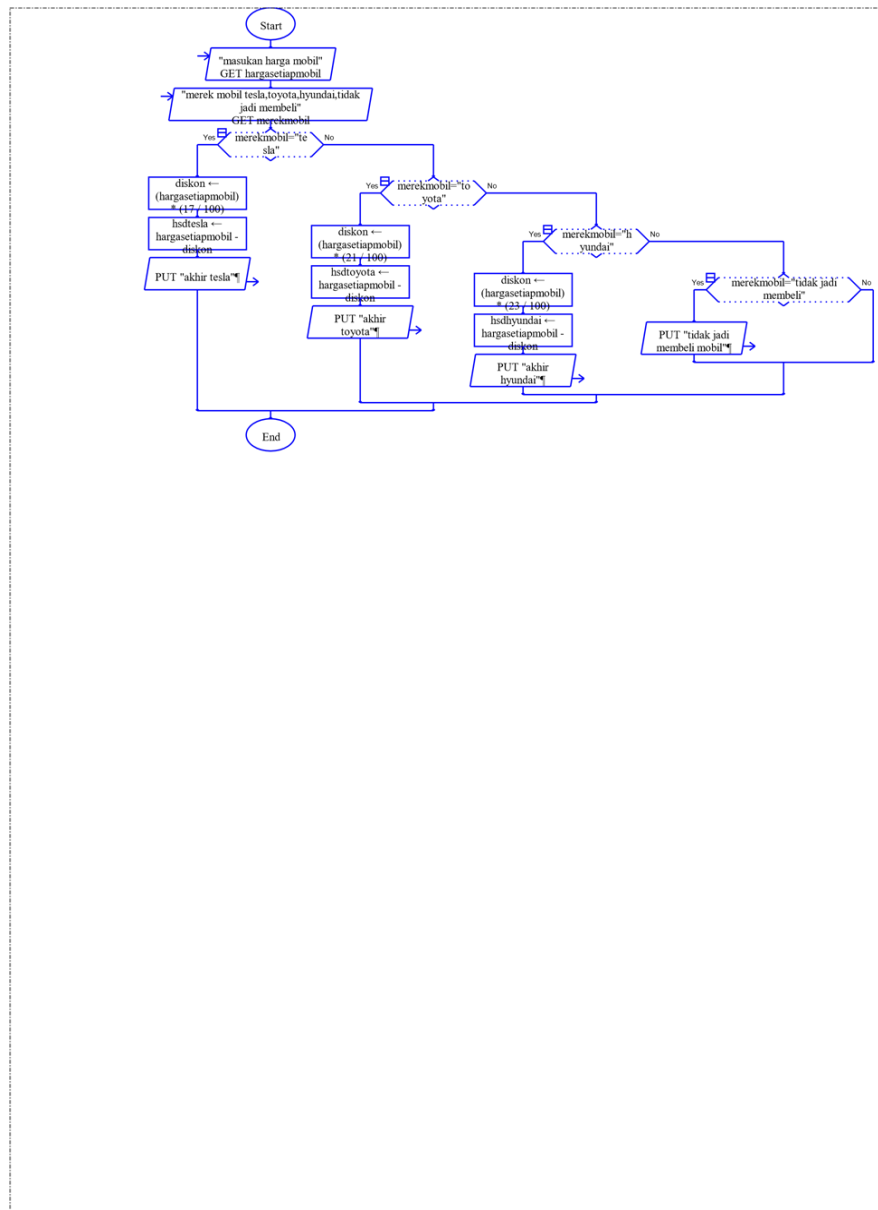 Start
"masukan harga mobil"
GET hargasetiapmobil
"merek mobil tesla,toyota,hyundai,tidak
jadi membeli"
GET merekmobil
Yes
merekmobil="te
sla"
No
diskon ←
(hargasetiapmobil)
* (17 / 100)
hsdtesla ←
hargasetiapmobil -
diskon
PUT "akhir tesla"¶
Yes
merekmobil="to
yota"
No
diskon ←
(hargasetiapmobil)
* (21 / 100)
hsdtoyota ←
hargasetiapmobil -
diskon
PUT "akhir
toyota"¶
Yes
merekmobil="h
yundai"
No
diskon ←
(hargasetiapmobil)
* (23 / 100)
hsdhyundai ←
hargasetiapmobil -
diskon
PUT "akhir
hyundai"¶
Yes
merekmobil="tidak jadi
membeli"
No
PUT "tidak jadi
membeli mobil"¶
End